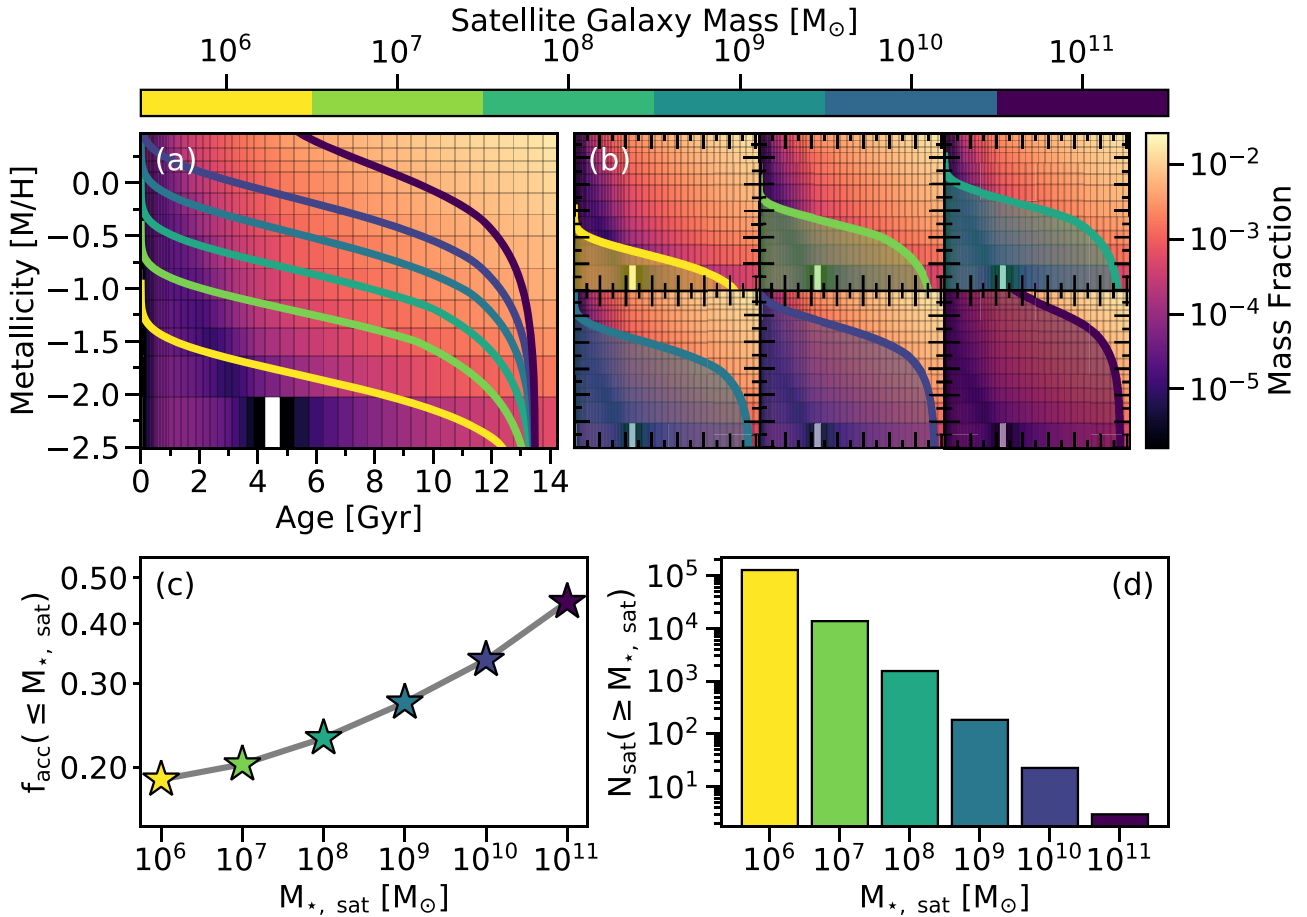 Satellite Galaxy Mass [M⊙]
10⁶ 10⁷ 10⁸ 10⁹ 10¹⁰ 10¹¹
(a)
Metallicity [M/H]
0.0
−0.5
−1.0
−1.5
−2.0
−2.5
0 2 4 6 8 10 12 14
Age [Gyr]
(b)
10⁻²
10⁻³
10⁻⁴
10⁻⁵
Mass Fraction
(c)
f_acc(≤ M⋆, sat)
0.50
0.40
0.30
0.20
10⁶ 10⁷ 10⁸ 10⁹ 10¹⁰ 10¹¹
M⋆, sat [M⊙]
(d)
N_sat(≥ M⋆, sat)
10⁵
10⁴
10³
10²
10¹
10⁶ 10⁷ 10⁸ 10⁹ 10¹⁰ 10¹¹
M⋆, sat [M⊙]